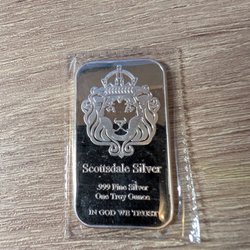 Scottsdale Silver
.999 Fine Silver
One Troy Ounce
IN GOD WE TRUST